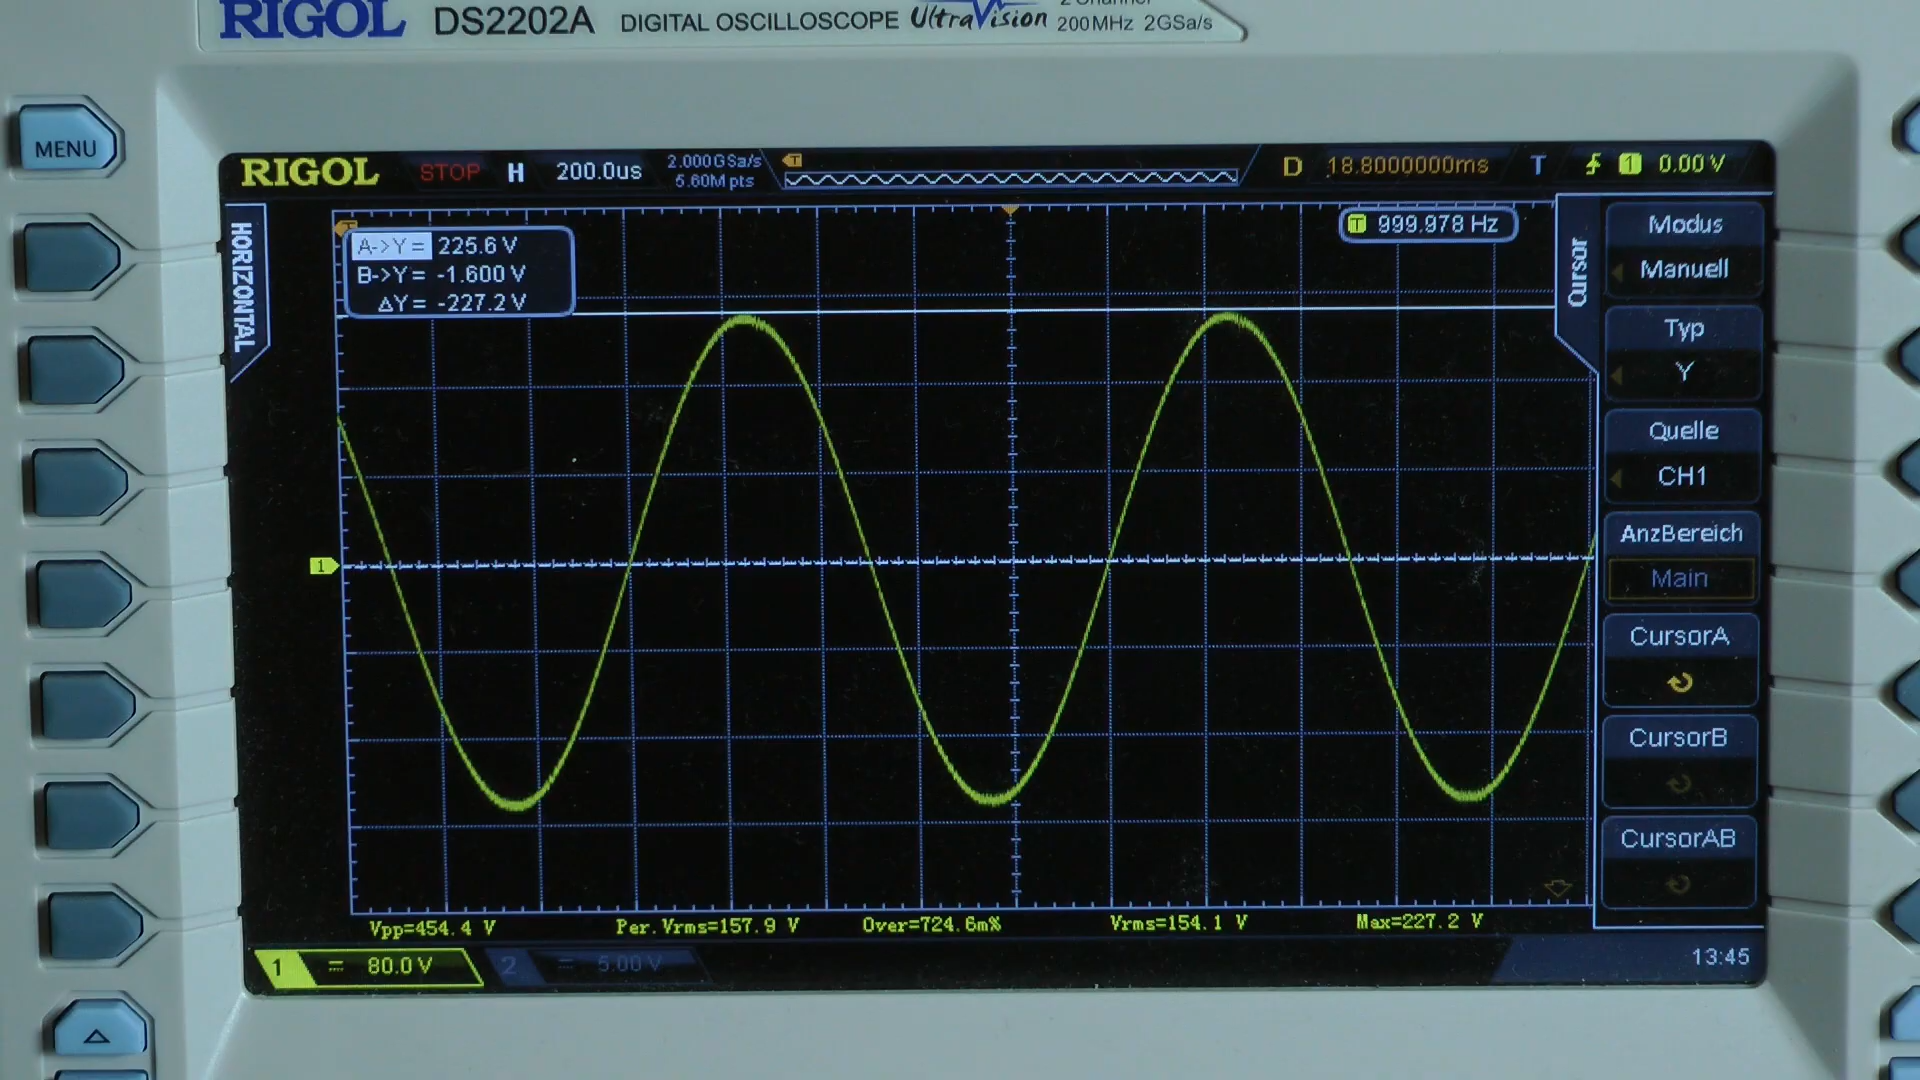 RIGOL DS2202A DIGITAL OSCILLOSCOPE UltraVision 200MHz 2GSa/s
MENU
RIGOL STOP H 200.0us 2.000GSa/s D 18.8000000ms T 1 0.00 V
5.60M pts
HORIZONTAL
A->Y= 225.6 V
B->Y= -1.600 V
ΔY= -227.2 V
T 999.978 Hz
Cursor
Modus
Manuell
Typ
Y
Quelle
CH1
AnzBereich
Main
CursorA
CursorB
CursorAB
1
Vpp=454.4 V Per.Vrms=157.9 V Over=724.6m% Vrms=154.1 V Max=227.2 V
1 80.0 V 2 5.00 V 13:45